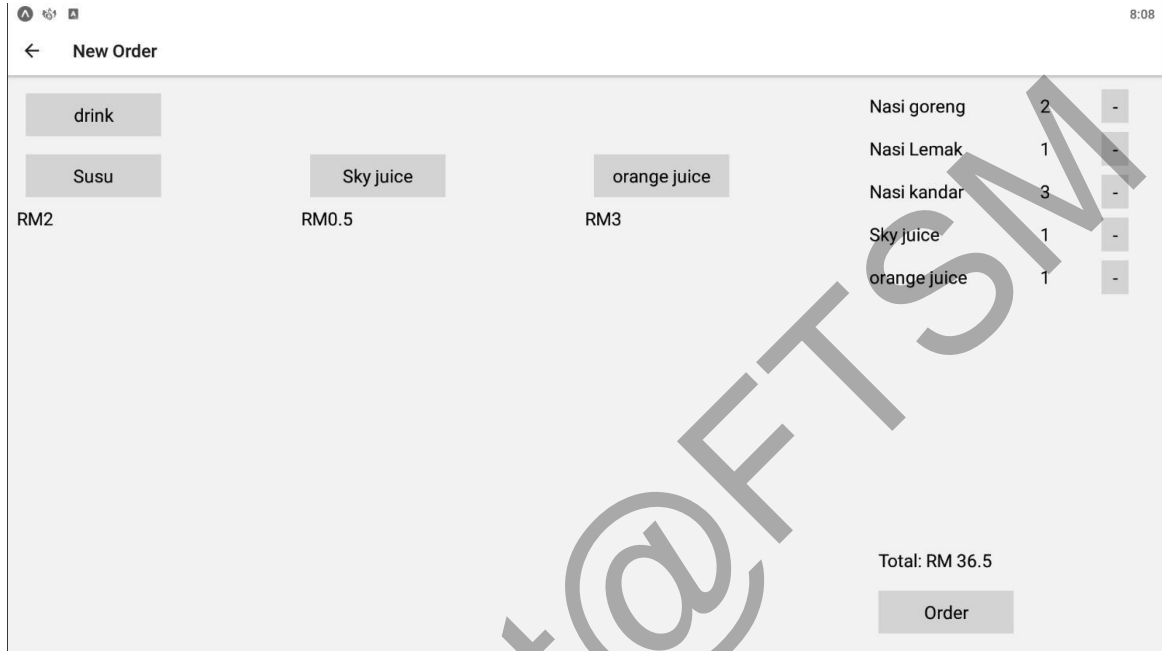 8:08
New Order
drink
Susu Sky juice orange juice
RM2 RM0.5 RM3
Nasi goreng 2 -
Nasi Lemak 1 -
Nasi kandar 3 -
Sky juice 1 -
orange juice 1 -
Total: RM 36.5
Order
@FTSM